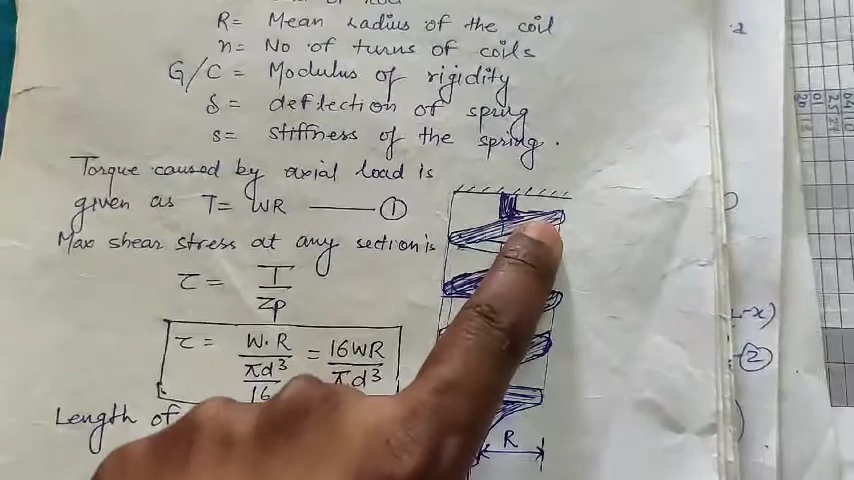 R= Mean radius of the coil
n= No of turns of coils
G/C = Modulus of rigidity
δ= deflection of spring
s= stiffness of the spring.
Torque caused by axial load is
given as T= WR ——— ①
Max shear stress at any section is
τ= T/Zp
τ= W.R/(πd³/16) = 16WR/πd³
Length of
R
2
-x)
②